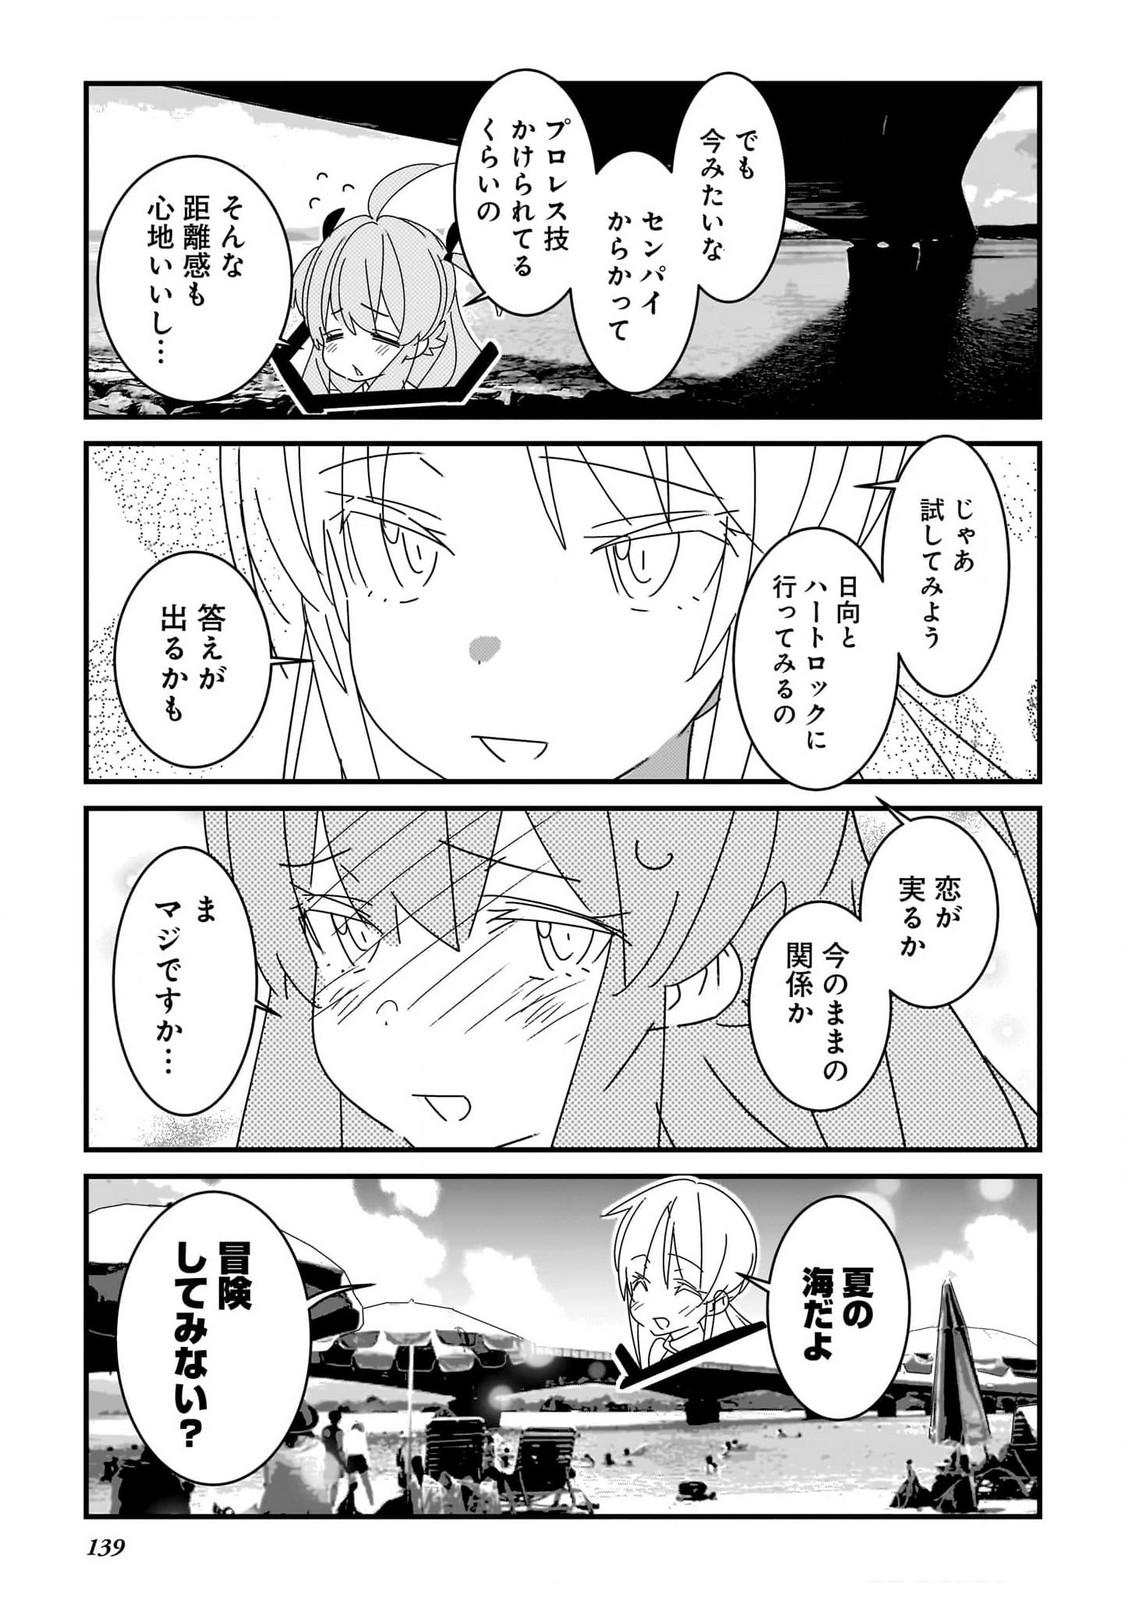 でも
今みたいな
センパイ
からかって
プロレス技
かけられてる
くらいの
そんな
距離感も
心地いいし…
じゃあ
試してみよう
日向と
ハートロックに
行ってみるの
答えが
出るかも
恋が
実るか
今のままの
関係か
ま
マジですか…
夏の
海だよ
冒険
してみない？
139